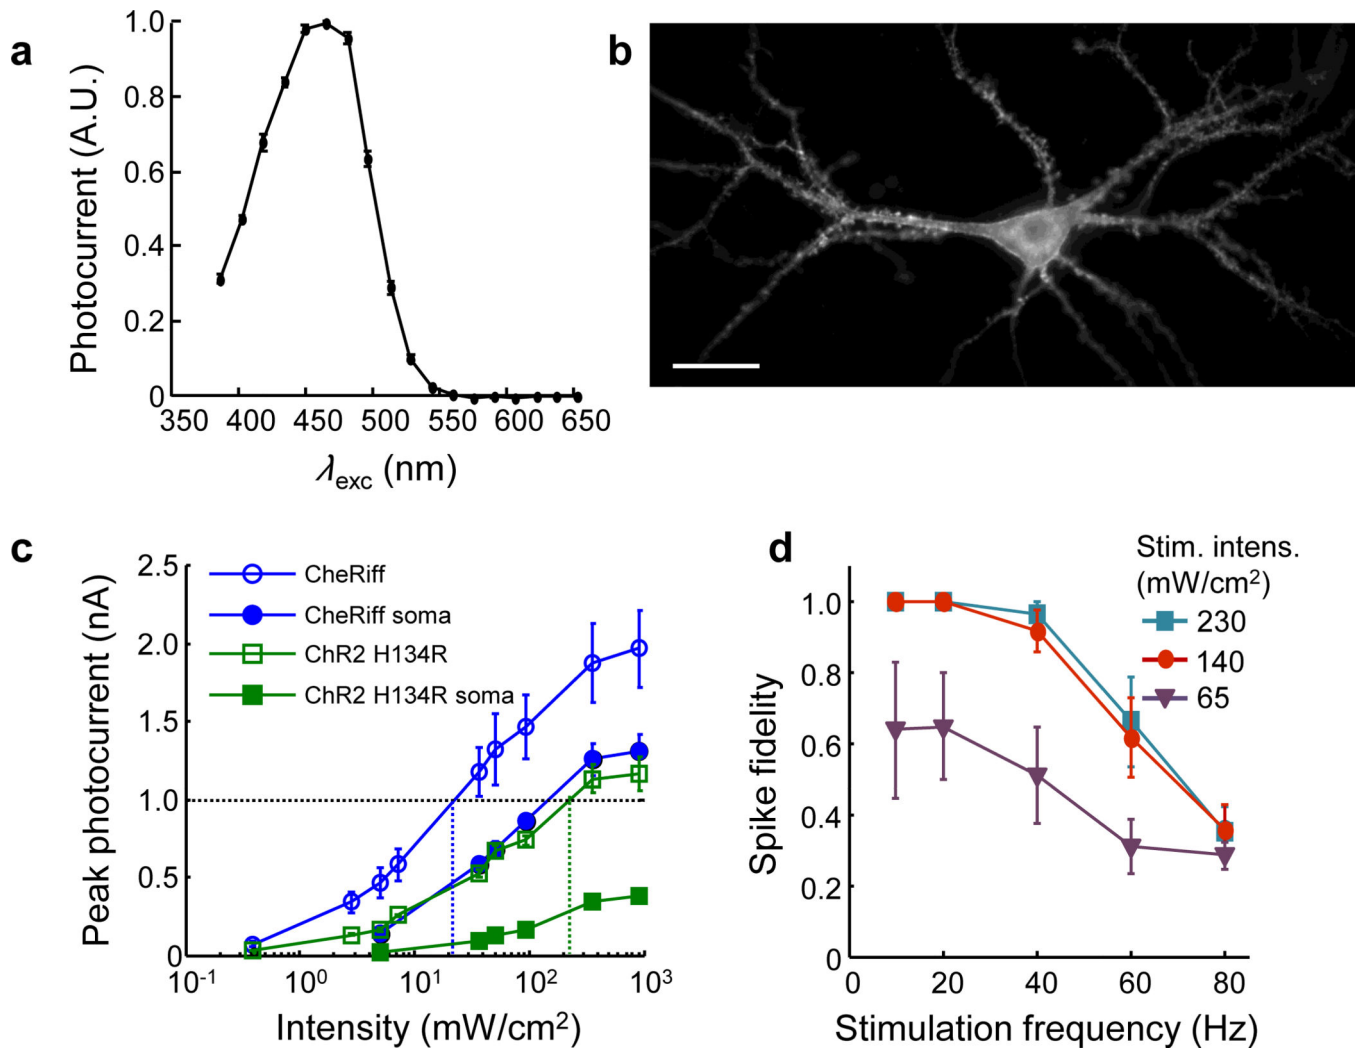 a
1.0
0.8
0.6
0.4
0.2
0
Photocurrent (A.U.)
350 400 450 500 550 600 650
λexc (nm)
b
c
2.5
2.0
1.5
1.0
0.5
0
Peak photocurrent (nA)
CheRiff
CheRiff soma
ChR2 H134R
ChR2 H134R soma
10⁻¹ 10⁰ 10¹ 10² 10³
Intensity (mW/cm²)
d
Stim. intens.
(mW/cm²)
230
140
65
1.0
0.8
0.6
0.4
0.2
0
Spike fidelity
0 20 40 60 80
Stimulation frequency (Hz)